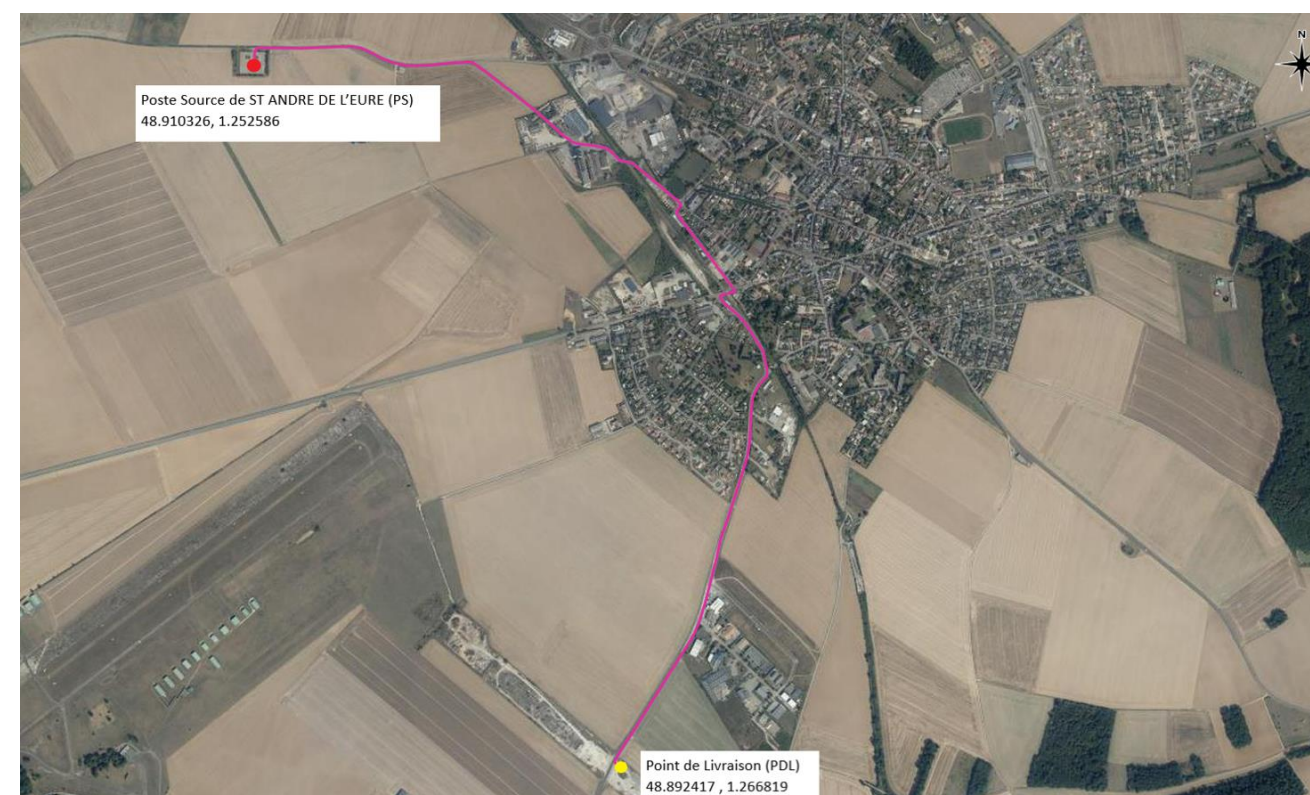 N
Poste Source de ST ANDRE DE L’EURE (PS)
48.910326, 1.252586
Point de Livraison (PDL)
48.892417 , 1.266819